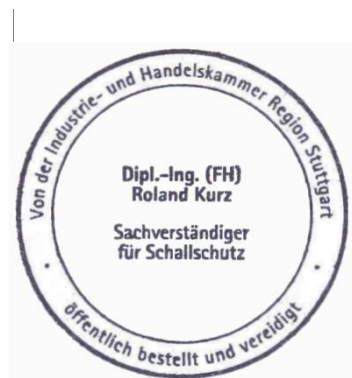 Von der Industrie- und Handelskammer Region Stuttgart
Dipl.-Ing. (FH)
Roland Kurz
Sachverständiger
für Schallschutz
öffentlich bestellt und vereidigt